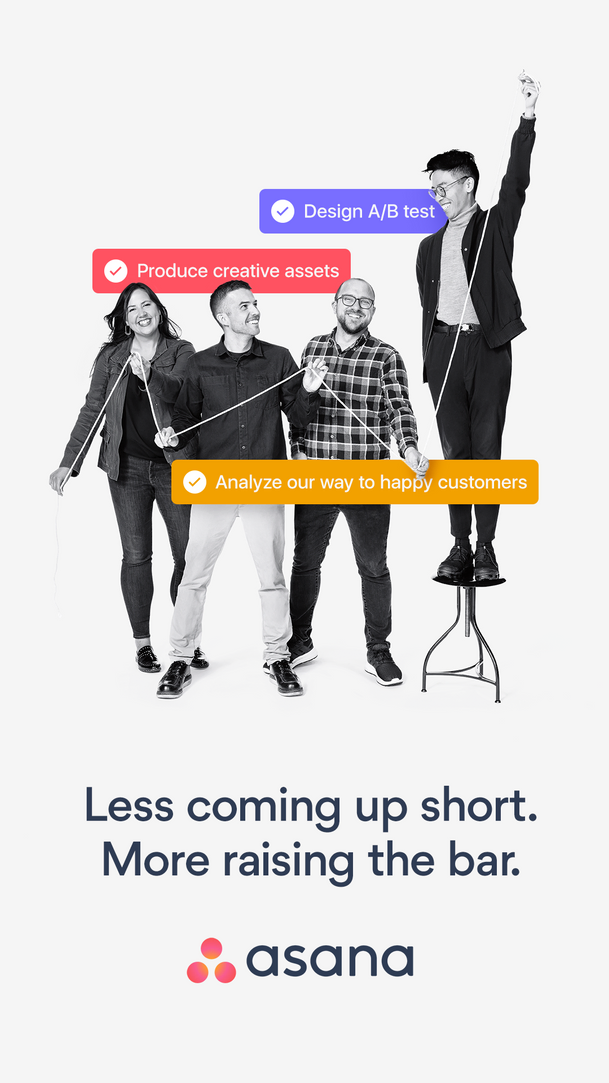 Design A/B test
Produce creative assets
Analyze our way to happy customers
Less coming up short.
More raising the bar.
asana